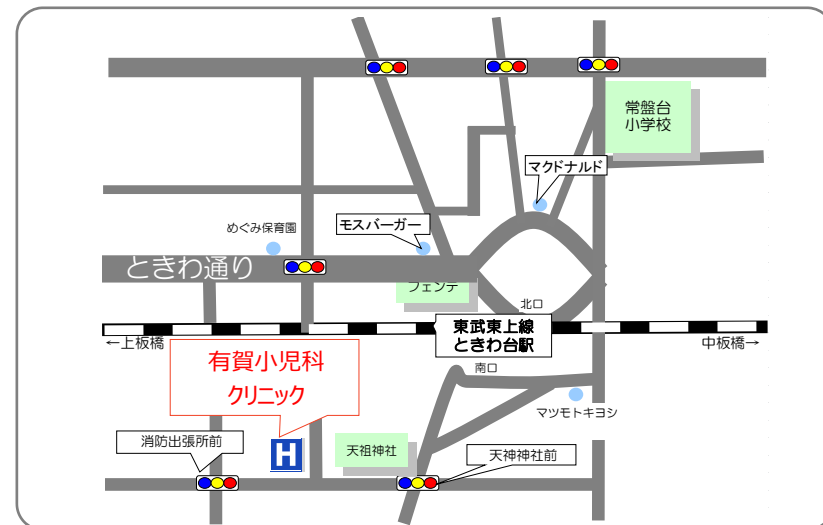 常盤台
小学校
マクドナルド
めぐみ保育園
モスバーガー
ときわ通り
フェンテ
北口
東武東上線
ときわ台駅
←上板橋
中板橋→
有賀小児科
クリニック
南口
マツモトキヨシ
消防出張所前
H
天祖神社
天神神社前